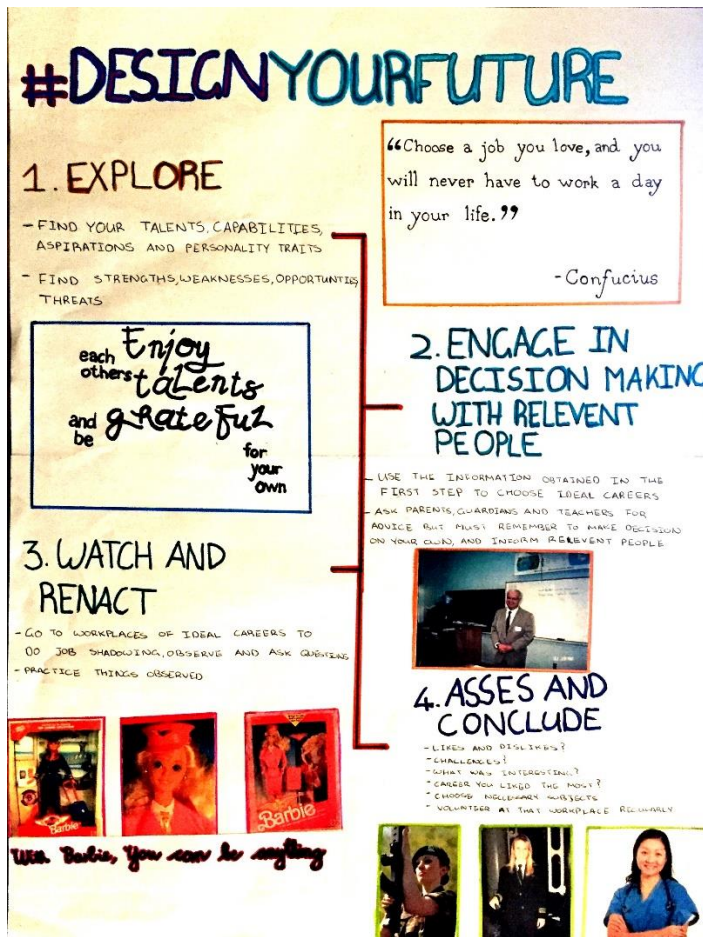 #DESIGNYOURFUTURE
"Choose a job you love, and you
will never have to work a day
in your life."
- Confucius
1. EXPLORE
- FIND YOUR TALENTS, CAPABILITIES,
ASPIRATIONS AND PERSONALITY TRAITS
- FIND STRENGTHS, WEAKNESSES, OPPORTUNTIES,
THREATS
each Enjoy
others talents
and grateful
be
for
your
own
2. ENGAGE IN
DECISION MAKING
WITH RELEVENT
PEOPLE
- USE THE INFORMATION OBTAINED IN THE
FIRST STEP TO CHOOSE IDEAL CAREERS
- ASK PARENTS, GUARDIANS AND TEACHERS FOR
ADVICE BUT MUST REMEMBER TO MAKE DECISION
ON YOUR OWN, AND INFORM RELEVENT PEOPLE
3. WATCH AND
RENACT
- GO TO WORKPLACES OF IDEAL CAREERS TO
DO JOB SHADOWING, OBSERVE AND ASK QUESTIONS
- PRACTICE THINGS OBSERVED
Barbie
Barbie
With Barbie, You can be anything
4. ASSES AND
CONCLUDE
- LIKES AND DISLIKES?
- CHALLENGES?
- WHAT WAS INTERESTING?
- CAREER YOU LIKED THE MOST?
- CHOOSE NECCESARY SUBJECTS
- VOLUNTEER AT THAT WORKPLACE REGULARLY